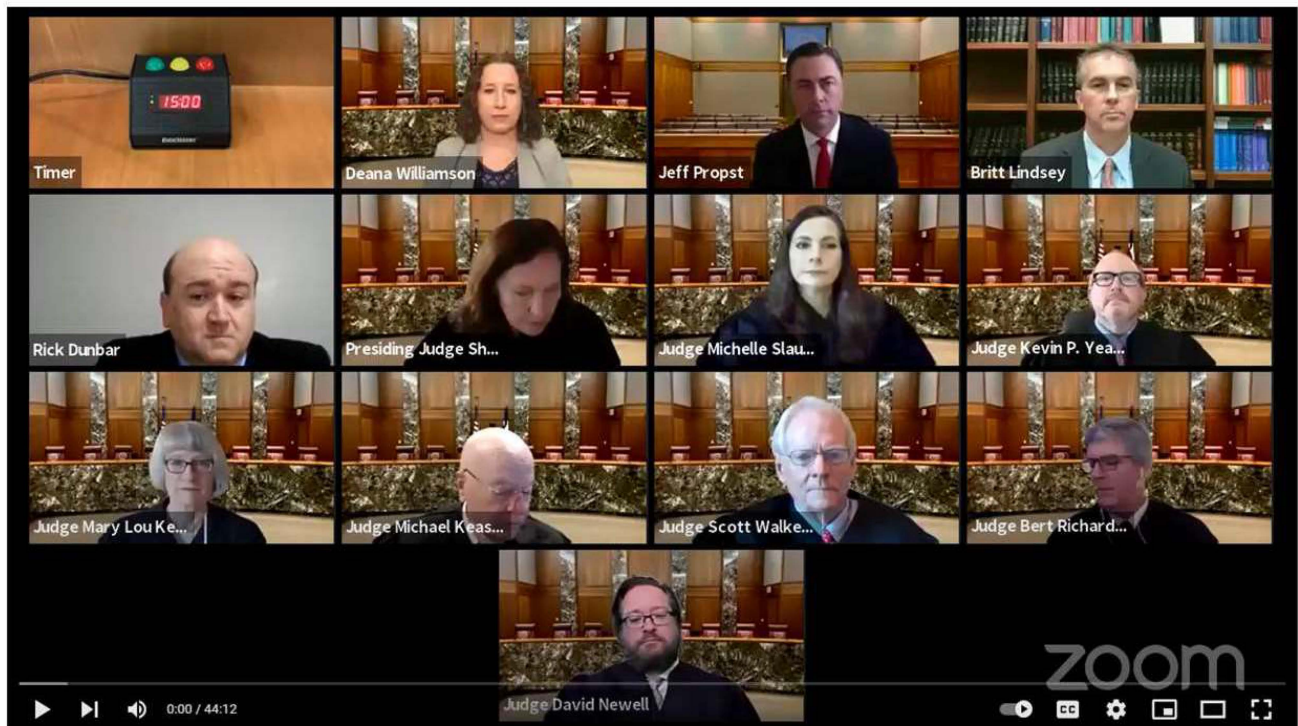 15:00
Timer
Deana Williamson
Jeff Propst
Britt Lindsey
Rick Dunbar
Presiding Judge Sh...
Judge Michelle Slau...
Judge Kevin P. Yea...
Judge Mary Lou Ke...
Judge Michael Keas...
Judge Scott Walke...
Judge Bert Richard...
Judge David Newell
zoom
0:00 / 44:12
CC